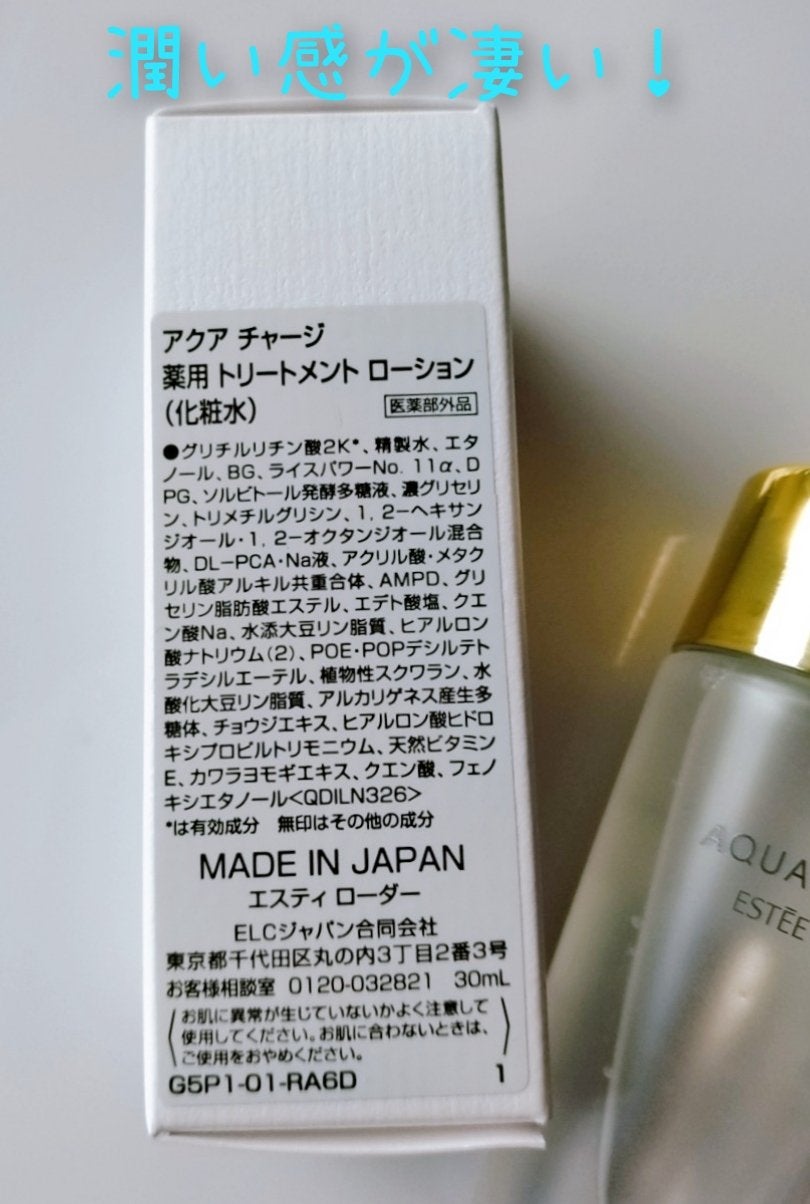 潤い感が凄い！
アクア チャージ
薬用 トリートメント ローション
（化粧水）
医薬部外品
●グリチルリチン酸2K*、精製水、エタ
ノール、BG、ライスパワーNo. 11α、D
PG、ソルビトール発酵多糖液、濃グリセリ
ン、トリメチルグリシン、1, 2－ヘキサン
ジオール・1, 2－オクタンジオール混合
物、DL－PCA・Na液、アクリル酸・メタク
リル酸アルキル共重合体、AMPD、グリ
セリン脂肪酸エステル、エデト酸塩、クエ
ン酸Na、水添大豆リン脂質、ヒアルロン
酸ナトリウム（2）、POE・POPデシルテト
ラデシルエーテル、植物性スクワラン、水
酸化大豆リン脂質、アルカリゲネス産生多
糖体、チョウジエキス、ヒアルロン酸ヒドロ
キシプロピルトリモニウム、天然ビタミン
E、カワラヨモギエキス、クエン酸、フェノ
キシエタノール<QDILN326>
*は有効成分　無印はその他の成分
MADE IN JAPAN
エスティ ローダー
ELCジャパン合同会社
東京都千代田区丸の内3丁目2番3号
お客様相談室 0120-032821 30mL
お肌に異常が生じていないかよく注意して
使用してください。お肌に合わないときは、
ご使用をおやめください。
G5P1-01-RA6D 1
AQUA
ESTĒE